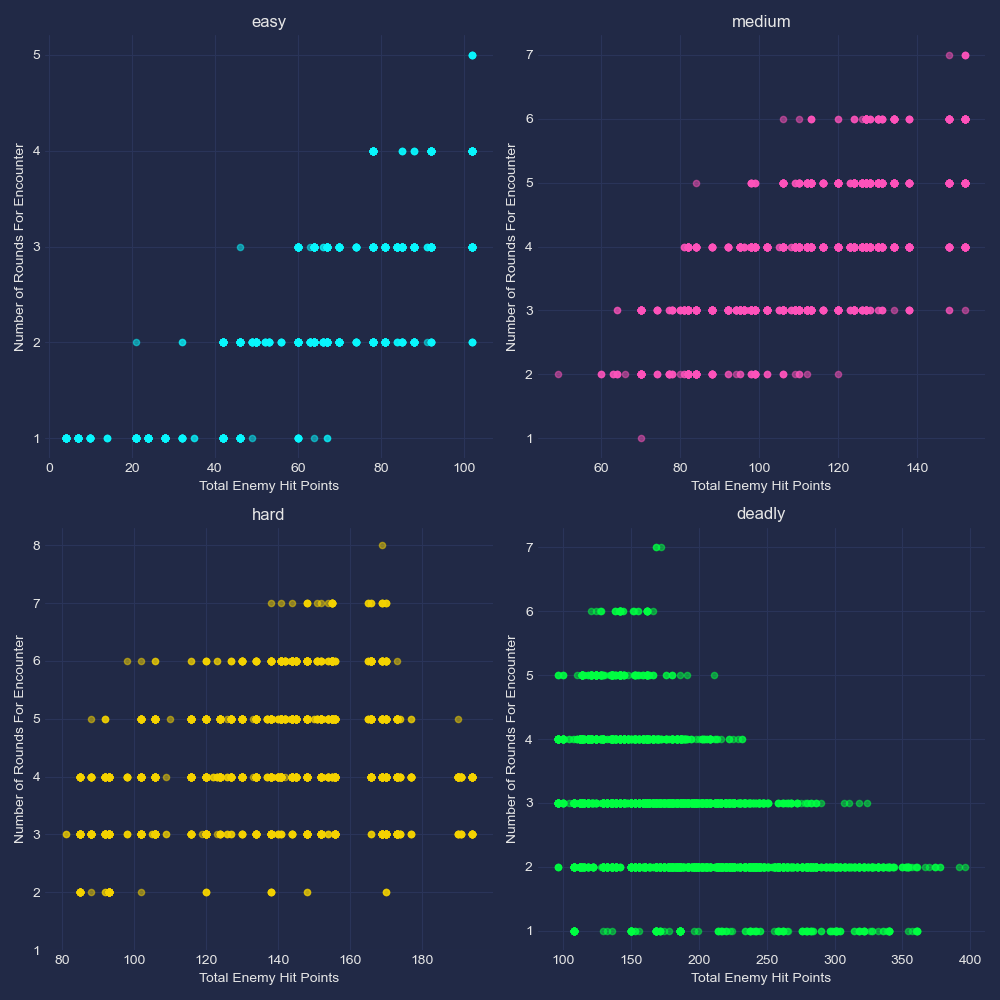 easy
5
4
3
2
1
0 20 40 60 80 100
Total Enemy Hit Points
Number of Rounds For Encounter
medium
7
6
5
4
3
2
1
60 80 100 120 140
Total Enemy Hit Points
Number of Rounds For Encounter
hard
8
7
6
5
4
3
2
1
80 100 120 140 160 180
Total Enemy Hit Points
Number of Rounds For Encounter
deadly
7
6
5
4
3
2
1
100 150 200 250 300 350 400
Total Enemy Hit Points
Number of Rounds For Encounter